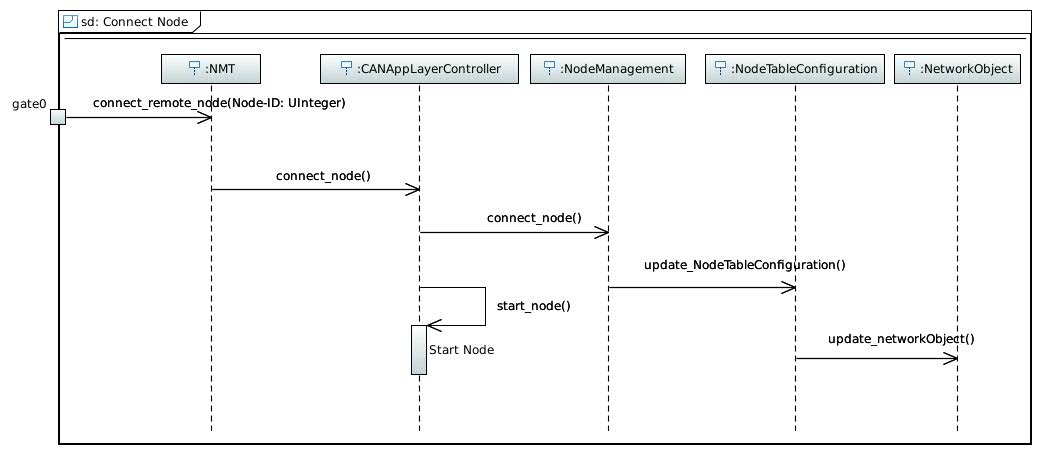 sd: Connect Node
:NMT
:CANAppLayerController
:NodeManagement
:NodeTableConfiguration
:NetworkObject
gate0
connect_remote_node(Node-ID: UInteger)
connect_node()
connect_node()
update_NodeTableConfiguration()
start_node()
update_networkObject()
Start Node